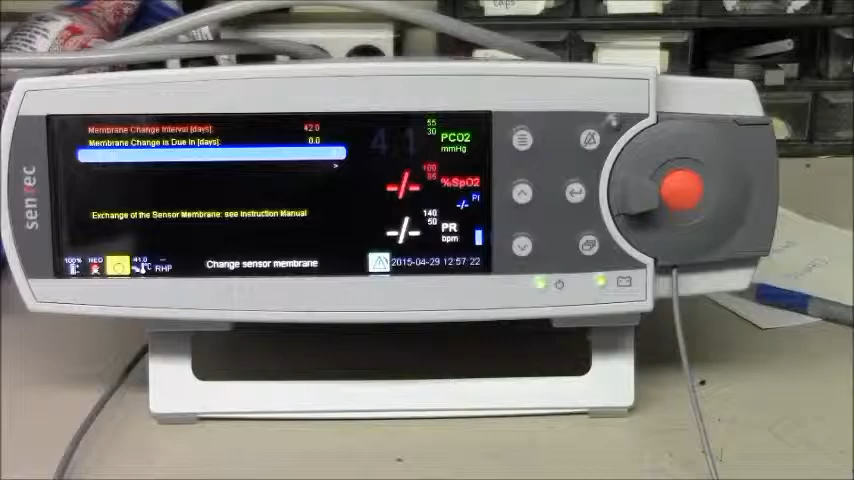 sentec
Membrane Change Interval [days]: 42.0
Membrane Change is Due in [days]: 0.0
>
Exchange of the Sensor Membrane: see Instruction Manual
41
55
30
PCO2
mmHg
-/-
100
85
%SpO2
-/-
PI
-/-
140
50
PR
bpm
100%
NEO
41.0
°C
--
RHP
Change sensor membrane
2015-04-29 12:57:22